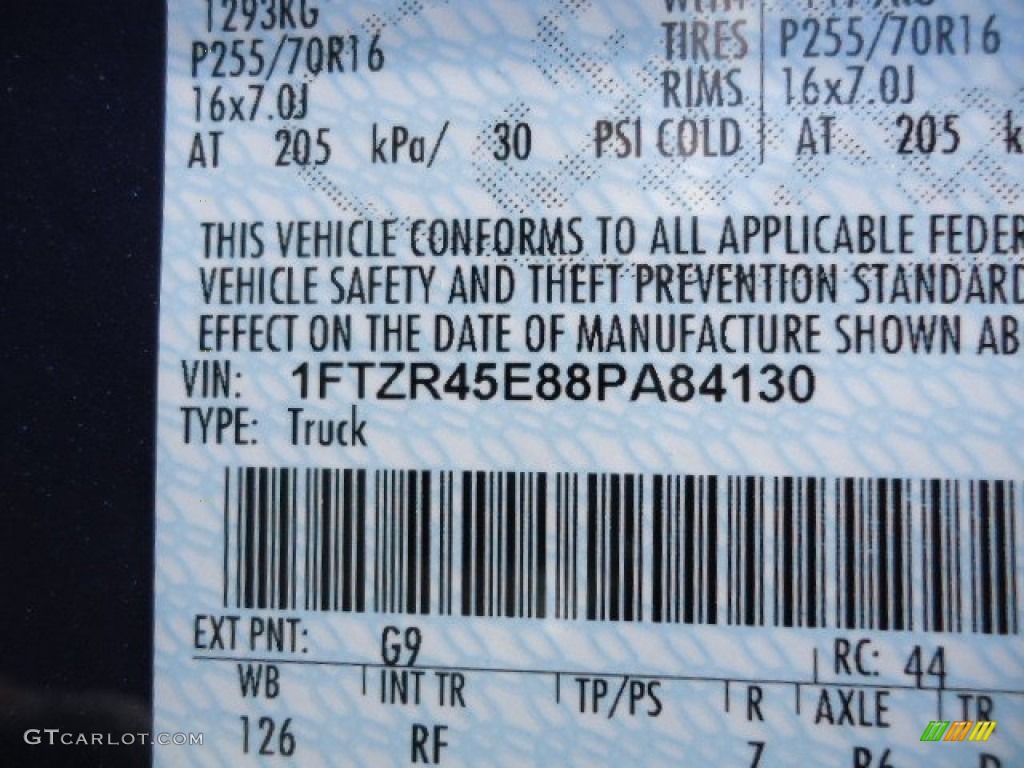 1293KG
P255/70R16 TIRES P255/70R16
16x7.0J RIMS 16x7.0J
AT 205 kPa/ 30 PSI COLD AT 205 k
THIS VEHICLE CONFORMS TO ALL APPLICABLE FEDER
VEHICLE SAFETY AND THEFT PREVENTION STANDARD
EFFECT ON THE DATE OF MANUFACTURE SHOWN AB
VIN: 1FTZR45E88PA84130
TYPE: Truck
EXT PNT: G9 RC: 44
WB INT TR TP/PS R AXLE TR
126 RF 7 R6
GTCARLOT.COM